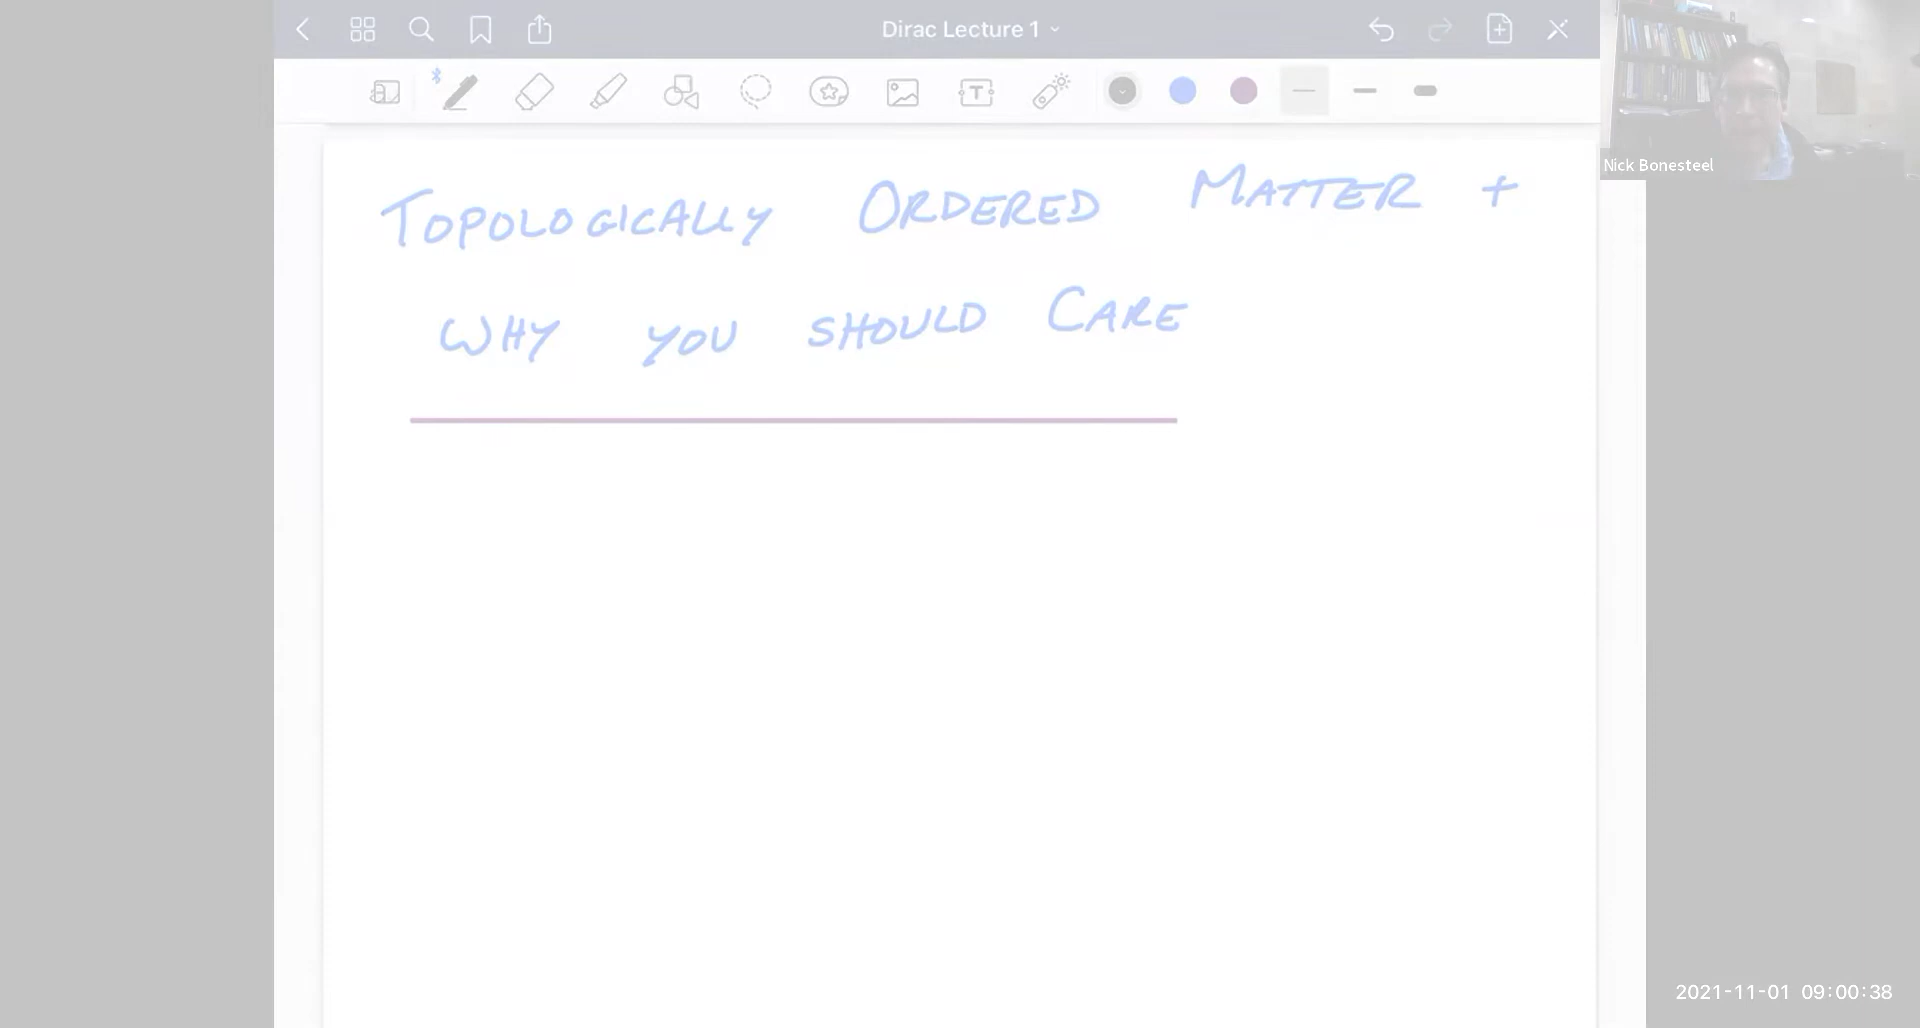 Dirac Lecture 1
T
Nick Bonesteel
TOPOLOGICALLY ORDERED MATTER +
WHY YOU SHOULD CARE
2021-11-01 09:00:38